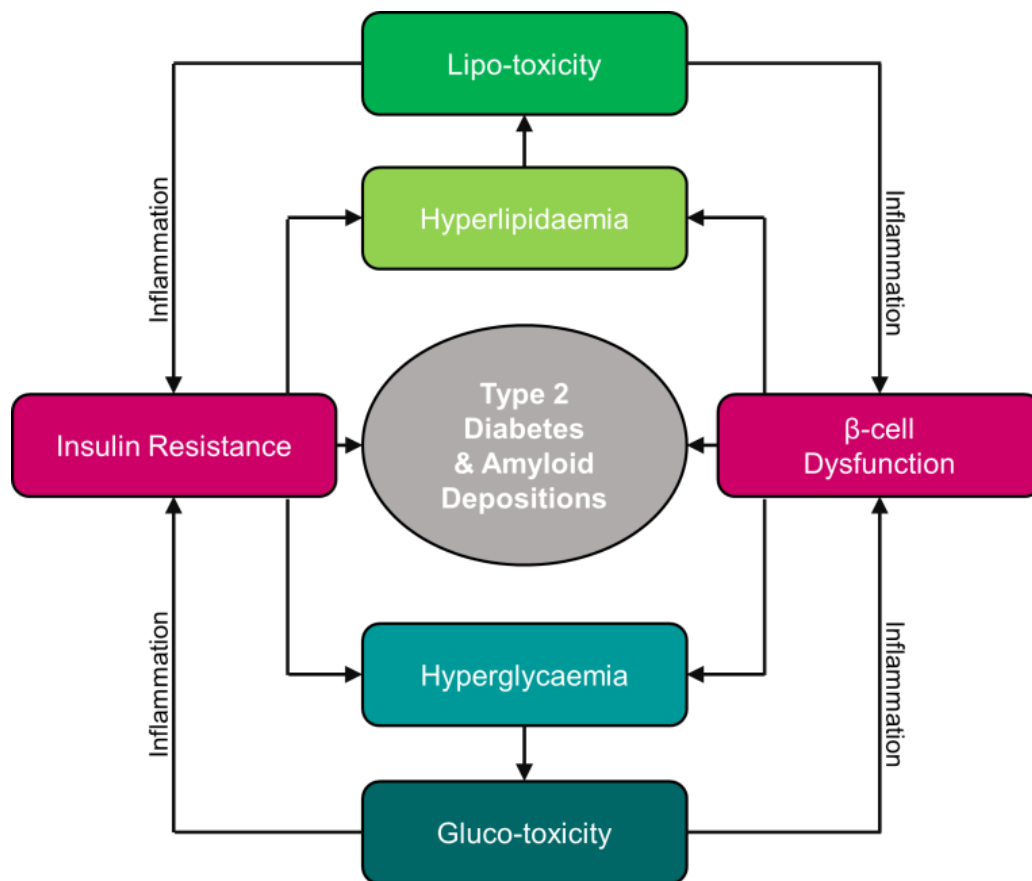 Lipo-toxicity
Hyperlipidaemia
Inflammation
Inflammation
Type 2
Diabetes
& Amyloid
Depositions
Insulin Resistance
β-cell
Dysfunction
Hyperglycaemia
Inflammation
Inflammation
Gluco-toxicity